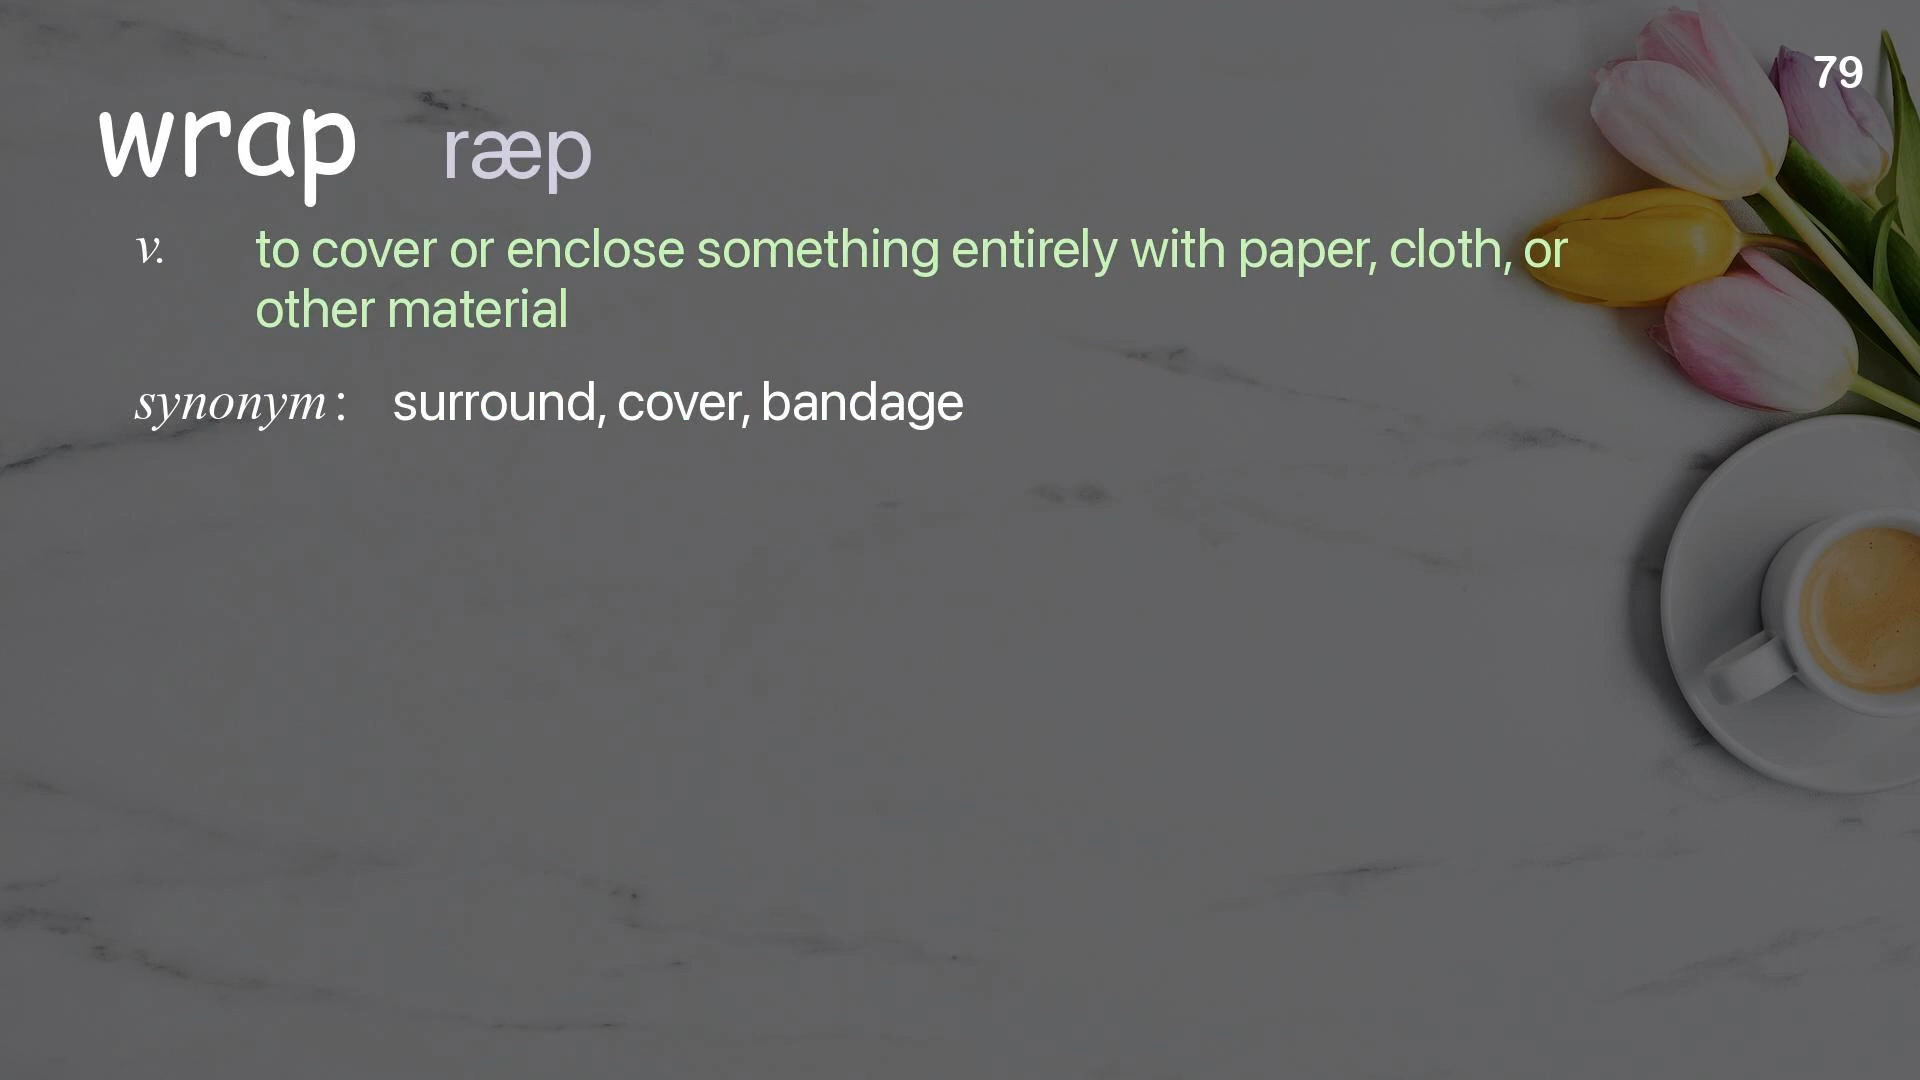 79
wrap ræp
v. to cover or enclose something entirely with paper, cloth, or
other material
synonym : surround, cover, bandage